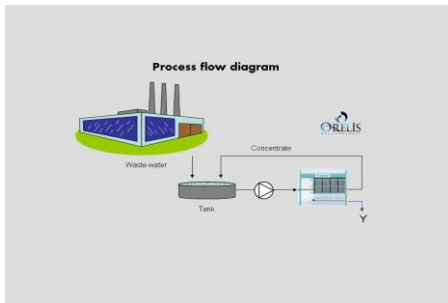 Process flow diagram
ORELIS
Concentrate
Waste water
Tank
Y